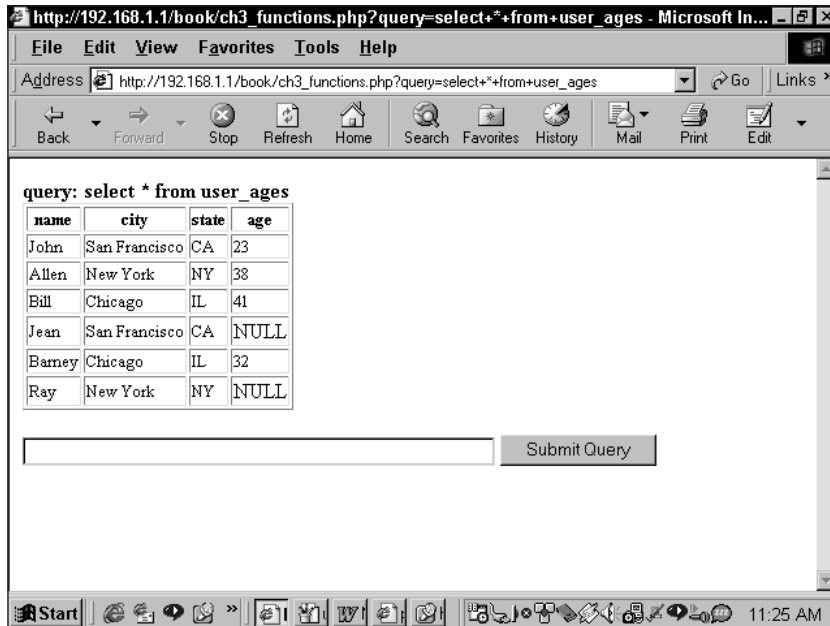 http://192.168.1.1/book/ch3_functions.php?query=select+*+from+user_ages - Microsoft In...
File Edit View Favorites Tools Help
Address http://192.168.1.1/book/ch3_functions.php?query=select+*+from+user_ages Go Links »
Back Forward Stop Refresh Home Search Favorites History Mail Print Edit
query: select * from user_ages
name city state age
John San Francisco CA 23
Allen New York NY 38
Bill Chicago IL 41
Jean San Francisco CA NULL
Barney Chicago IL 32
Ray New York NY NULL
Submit Query
Start » 11:25 AM